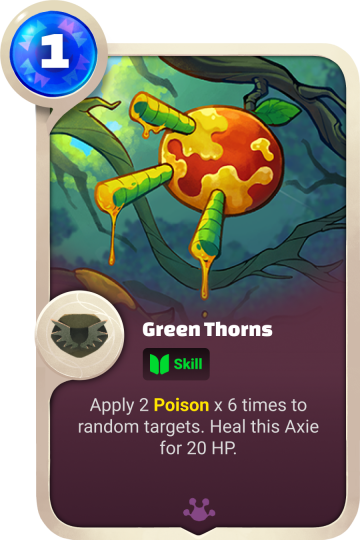 1
Green Thorns
Skill
Apply 2 Poison x 6 times to
random targets. Heal this Axie
for 20 HP.